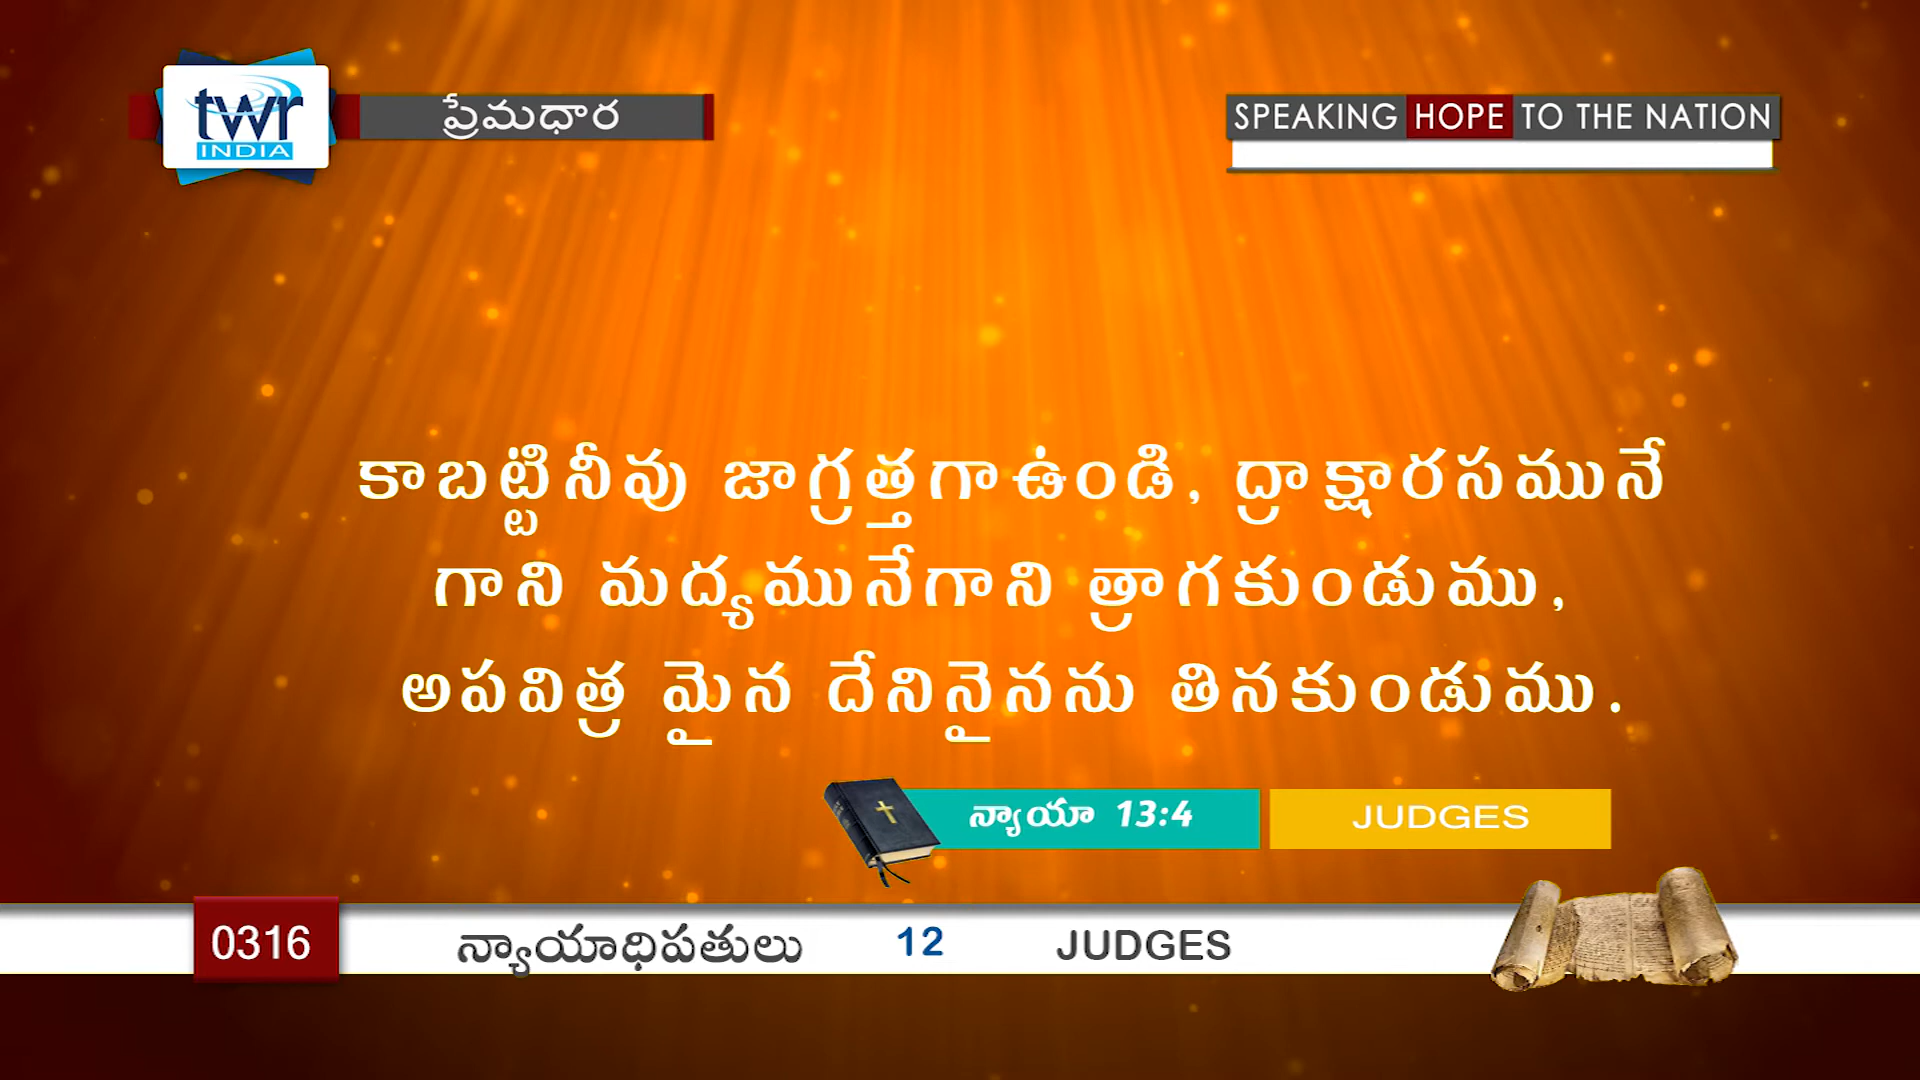 twr
INDIA
ప్రేమధార
SPEAKING HOPE TO THE NATION
కాబట్టినీవు జాగ్రత్తగాఉండి, ద్రాక్షారసమునే
గాని మద్యమునేగాని త్రాగకుండుము,
అపవిత్ర మైన దేనినైనను తినకుండుము.
న్యాయా 13:4
JUDGES
0316
న్యాయాధిపతులు
12
JUDGES